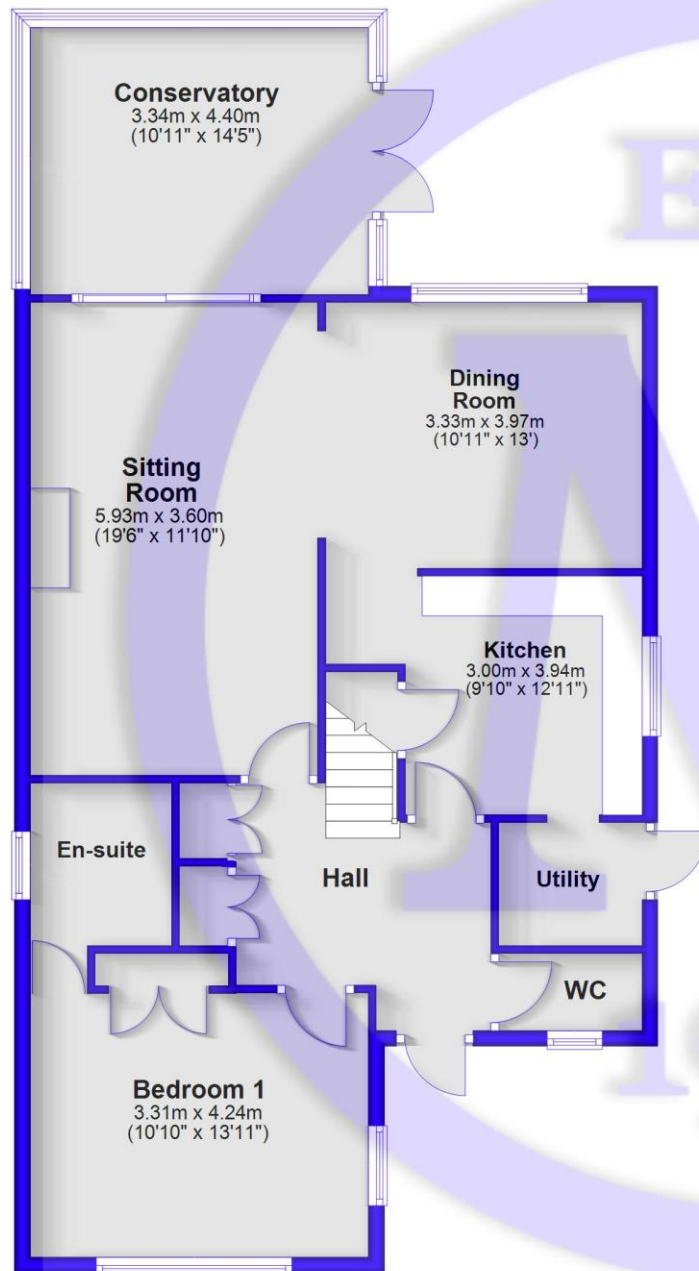 Conservatory
3.34m x 4.40m
(10'11" x 14'5")
Dining
Room
3.33m x 3.97m
(10'11" x 13')
Sitting
Room
5.93m x 3.60m
(19'6" x 11'10")
Kitchen
3.00m x 3.94m
(9'10" x 12'11")
En-suite
Hall
Utility
WC
Bedroom 1
3.31m x 4.24m
(10'10" x 13'11")